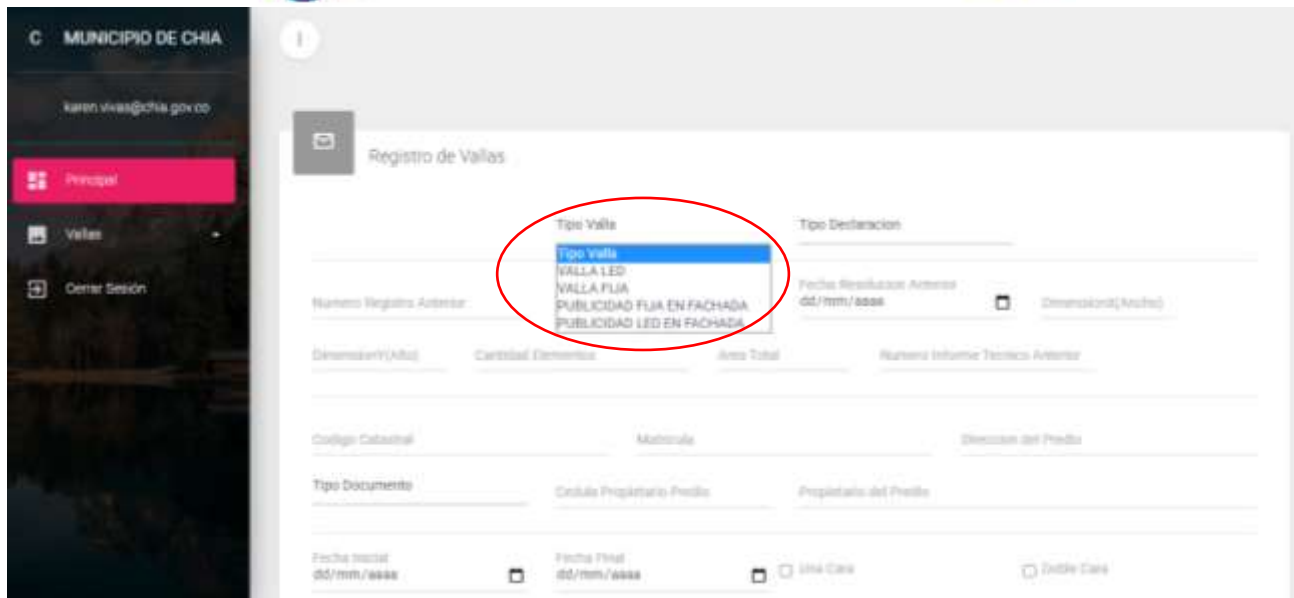 C MUNICIPIO DE CHIA
karen.vivas@chia.gov.co
Principal
Vallas
Cerrar Sesión
Registro de Vallas
Tipo Valla
Tipo Declaracion
Tipo Valla
VALLA LED
VALLA FIJA
PUBLICIDAD FIJA EN FACHADA
PUBLICIDAD LED EN FACHADA
Numero Registro Anterior
Fecha Resolucion Anterior
dd/mm/aaaa
DimensionX(Ancho)
DimensionY(Alto)
Cantidad Elementos
Area Total
Numero Informe Tecnico Anterior
Codigo Catastral
Matricula
Direccion del Predio
Tipo Documento
Cedula Propietario Predio
Propietario del Predio
Fecha Inicial
dd/mm/aaaa
Fecha Final
dd/mm/aaaa
Una Cara
Doble Cara